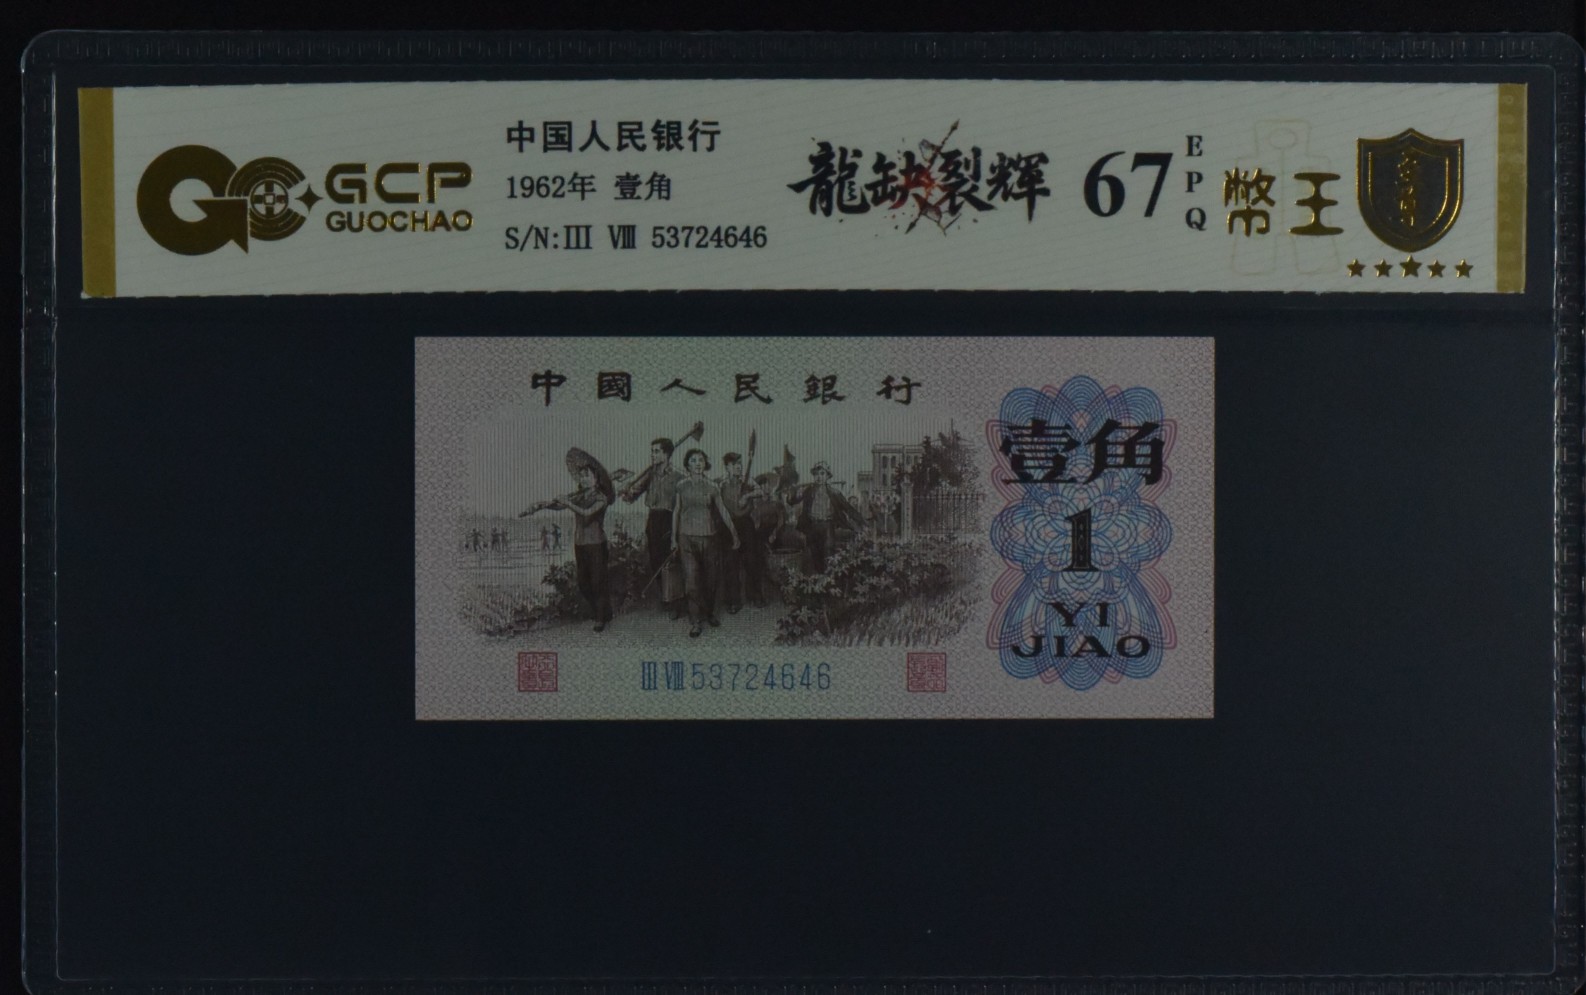 GCP
GUOCHAO
中国人民银行
1962年 壹角
S/N:III VIII 53724646
龍缺裂辉
67
EPQ
幣王
中國人民銀行
壹角
1
YI
JIAO
III VIII 53724646